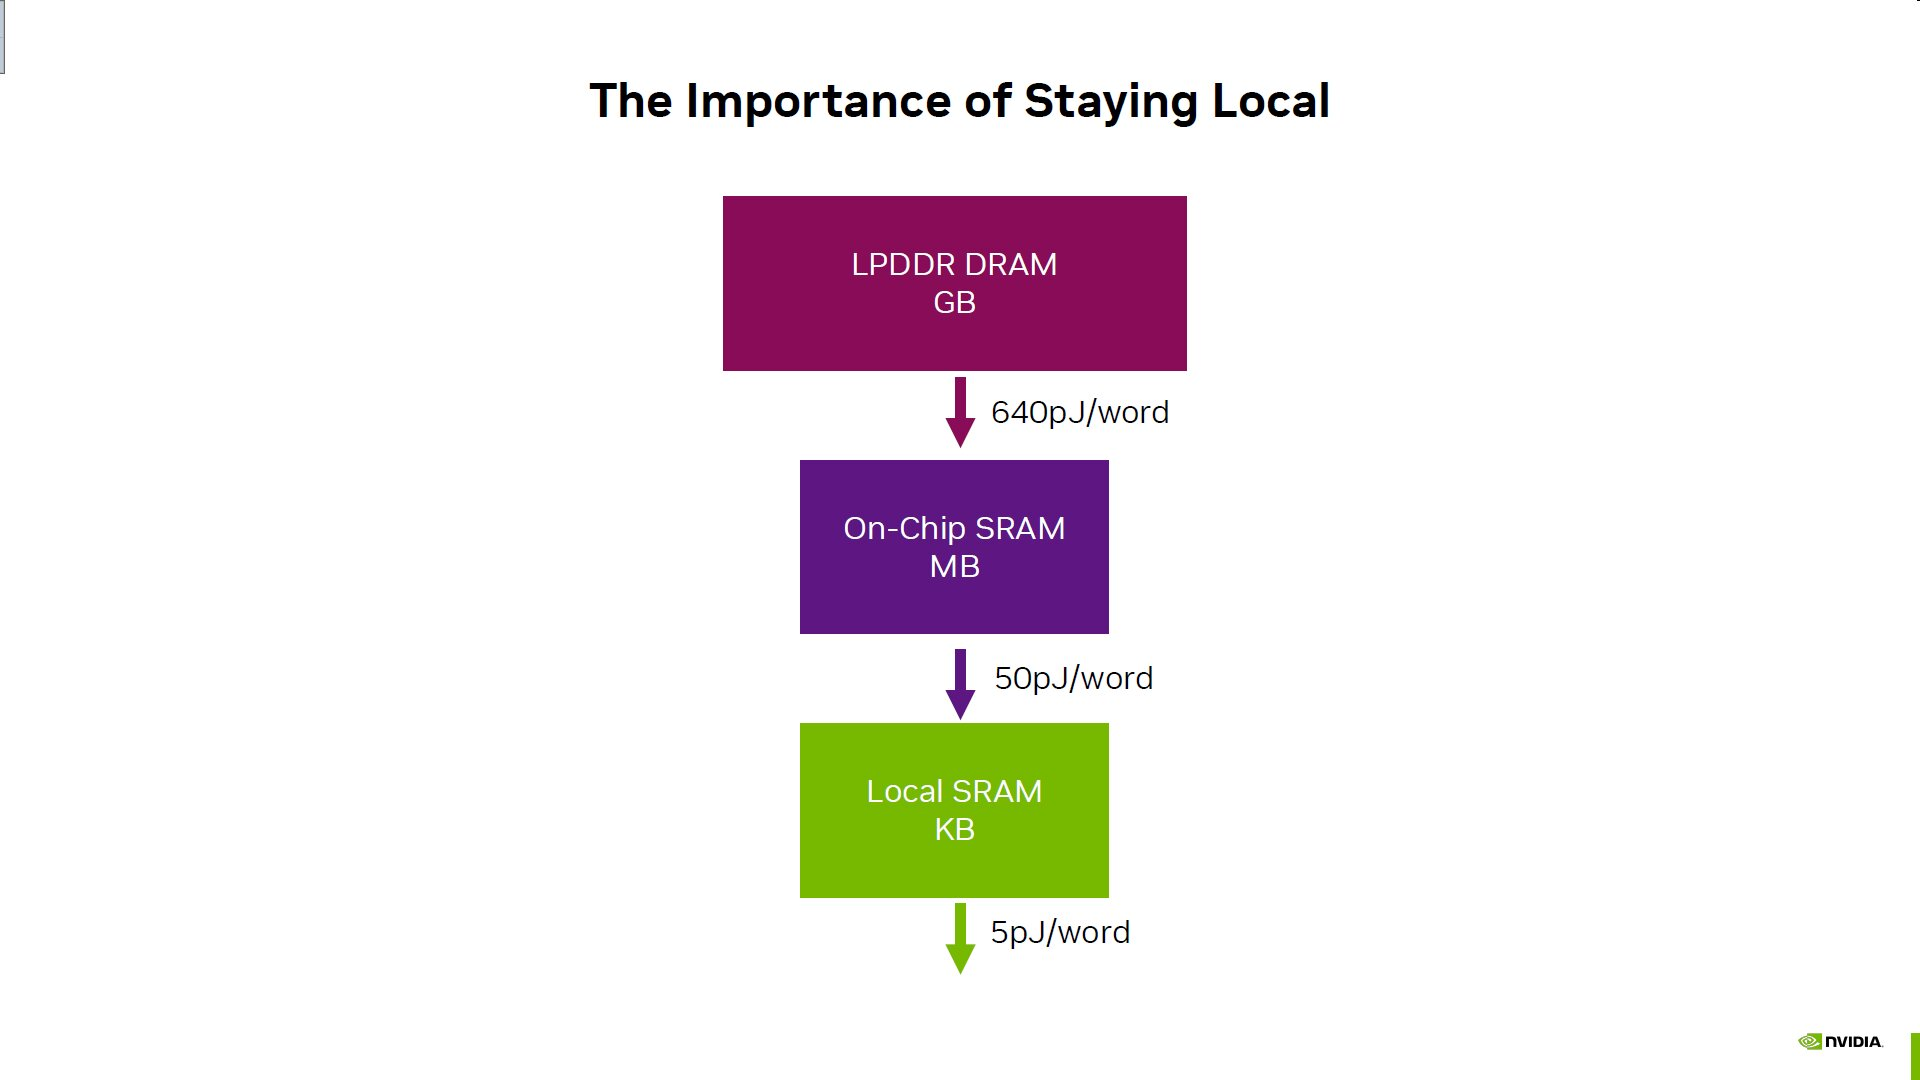 The Importance of Staying Local
LPDDR DRAM
GB
640pJ/word
On-Chip SRAM
MB
50pJ/word
Local SRAM
KB
5pJ/word
NVIDIA